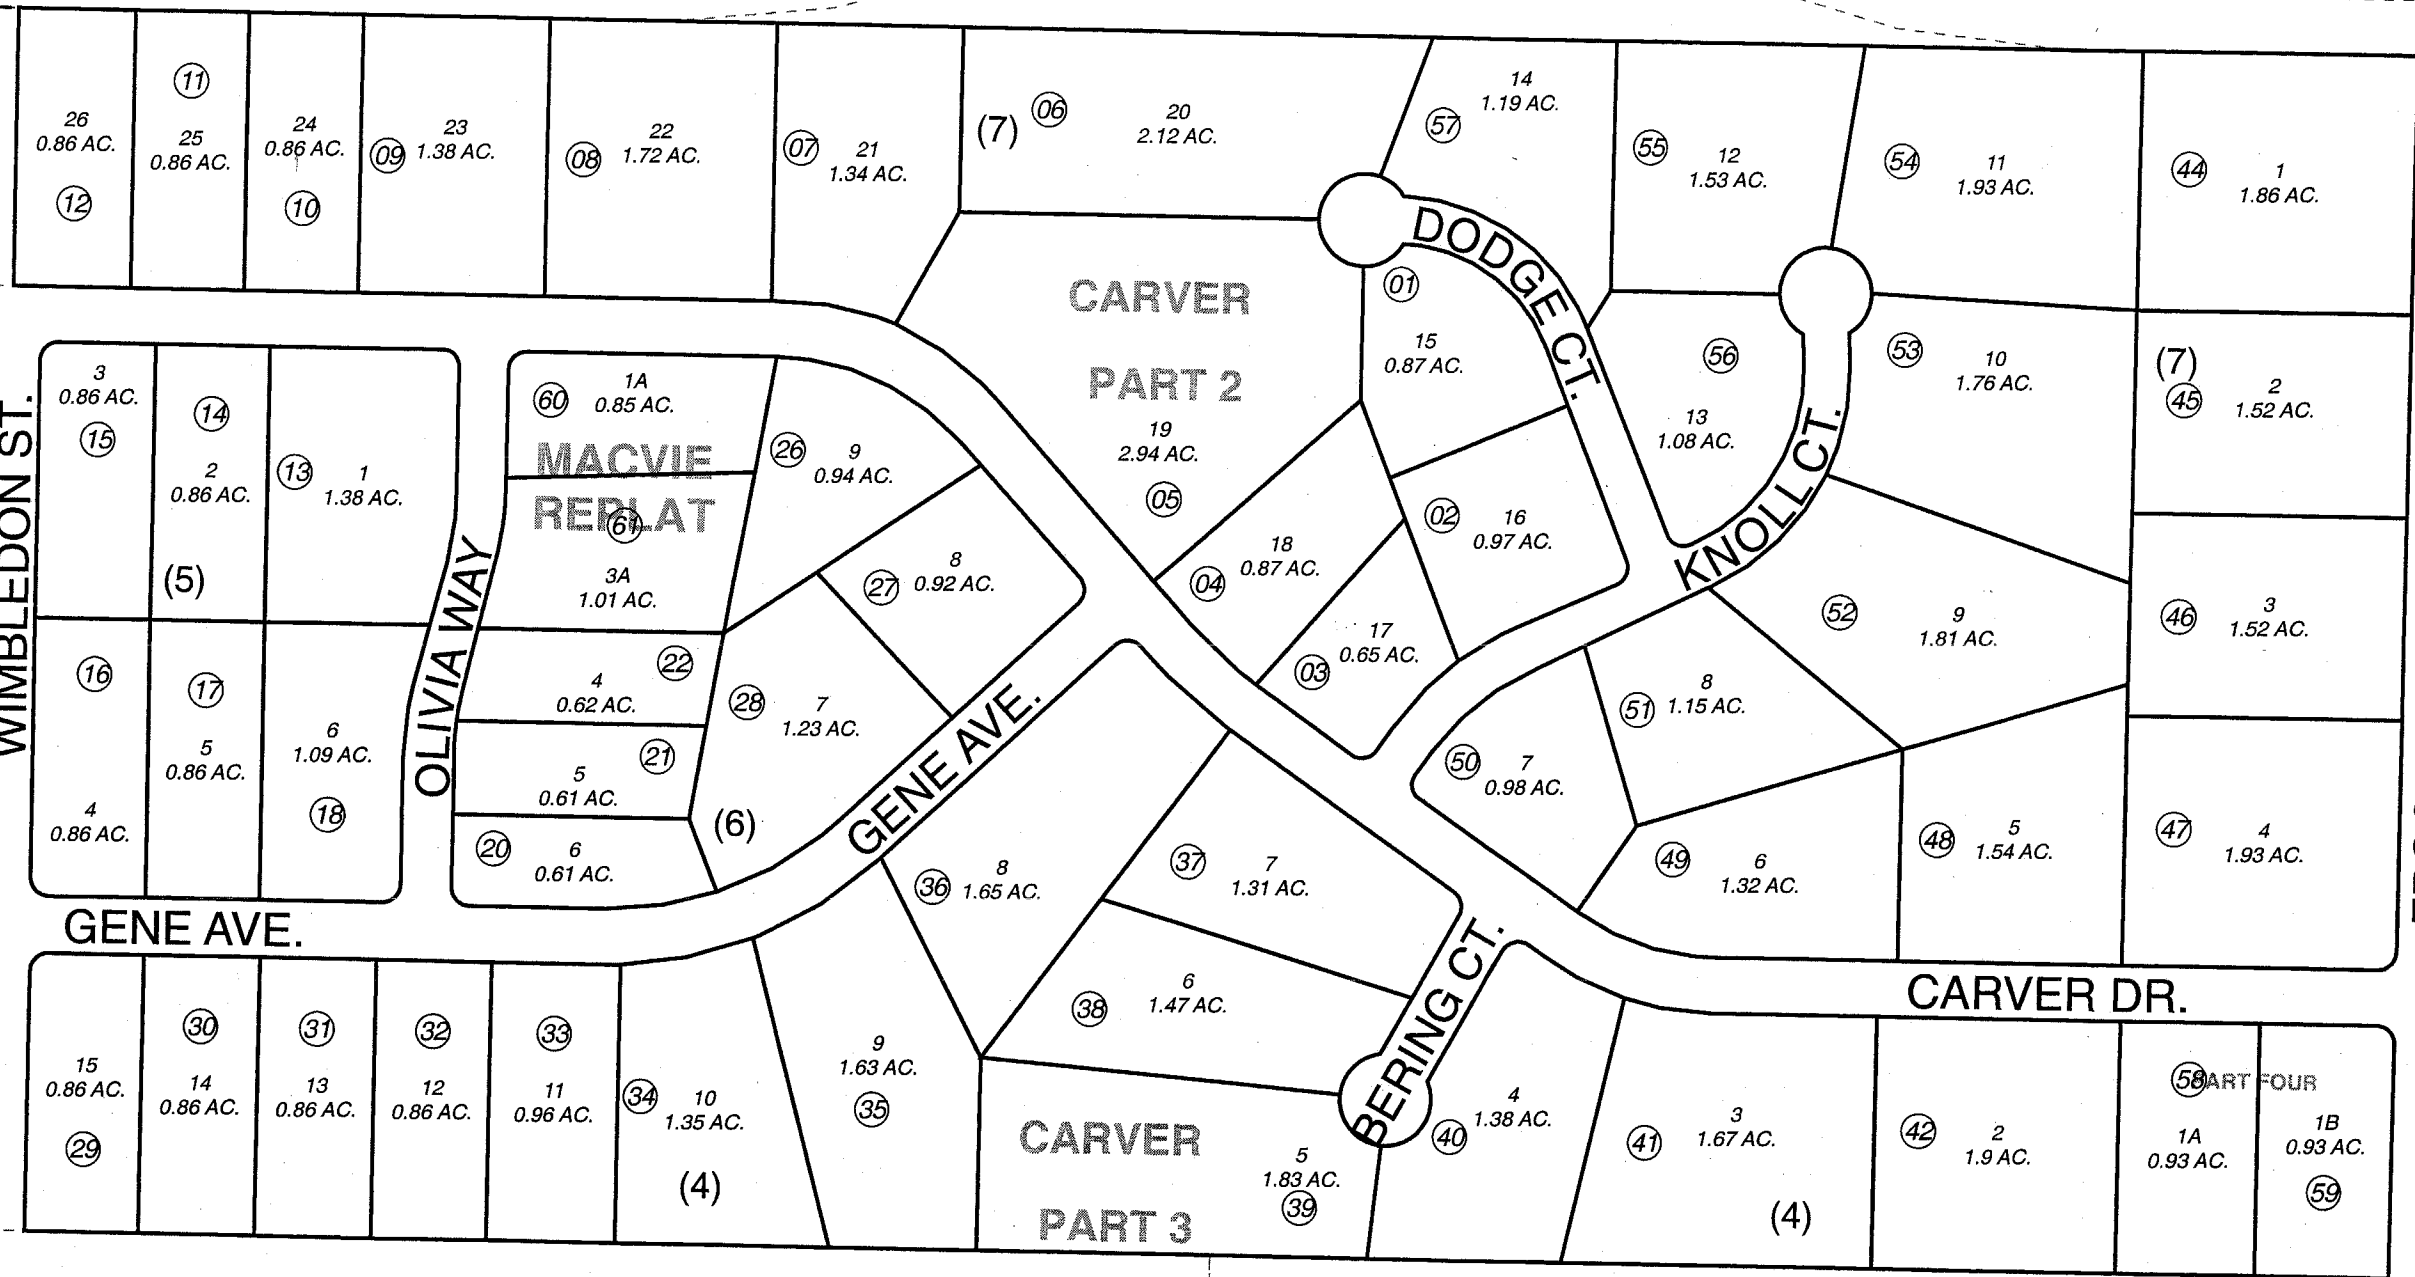 26
0.86 AC.
12
11
25
0.86 AC.
24
0.86 AC.
10
09
23
1.38 AC.
08
22
1.72 AC.
07
21
1.34 AC.
(7)
06
20
2.12 AC.
57
14
1.19 AC.
55
12
1.53 AC.
54
11
1.93 AC.
44
1
1.86 AC.
WIMBLEDON ST.
3
0.86 AC.
15
14
2
0.86 AC.
(5)
13
1
1.38 AC.
16
4
0.86 AC.
17
5
0.86 AC.
6
1.09 AC.
18
OLIVIA WAY
60
1A
0.85 AC.
MACVIE
REPLAT
61
3A
1.01 AC.
22
4
0.62 AC.
21
5
0.61 AC.
20
6
0.61 AC.
26
9
0.94 AC.
27
8
0.92 AC.
28
7
1.23 AC.
(6)
GENE AVE.
CARVER
PART 2
19
2.94 AC.
05
DODGE CT.
01
15
0.87 AC.
02
16
0.97 AC.
18
0.87 AC.
04
17
0.65 AC.
03
56
13
1.08 AC.
KNOLL CT.
53
10
1.76 AC.
(7)
45
2
1.52 AC.
52
9
1.81 AC.
46
3
1.52 AC.
51
8
1.15 AC.
50
7
0.98 AC.
49
6
1.32 AC.
48
5
1.54 AC.
47
4
1.93 AC.
GENE AVE.
36
8
1.65 AC.
37
7
1.31 AC.
38
6
1.47 AC.
BERING CT.
CARVER DR.
15
0.86 AC.
29
30
14
0.86 AC.
31
13
0.86 AC.
32
12
0.86 AC.
33
11
0.96 AC.
34
10
1.35 AC.
(4)
9
1.63 AC.
35
CARVER
PART 3
5
1.83 AC.
39
4
1.38 AC.
40
41
3
1.67 AC.
(4)
42
2
1.9 AC.
58
FOUR
1A
0.93 AC.
1B
0.93 AC.
59